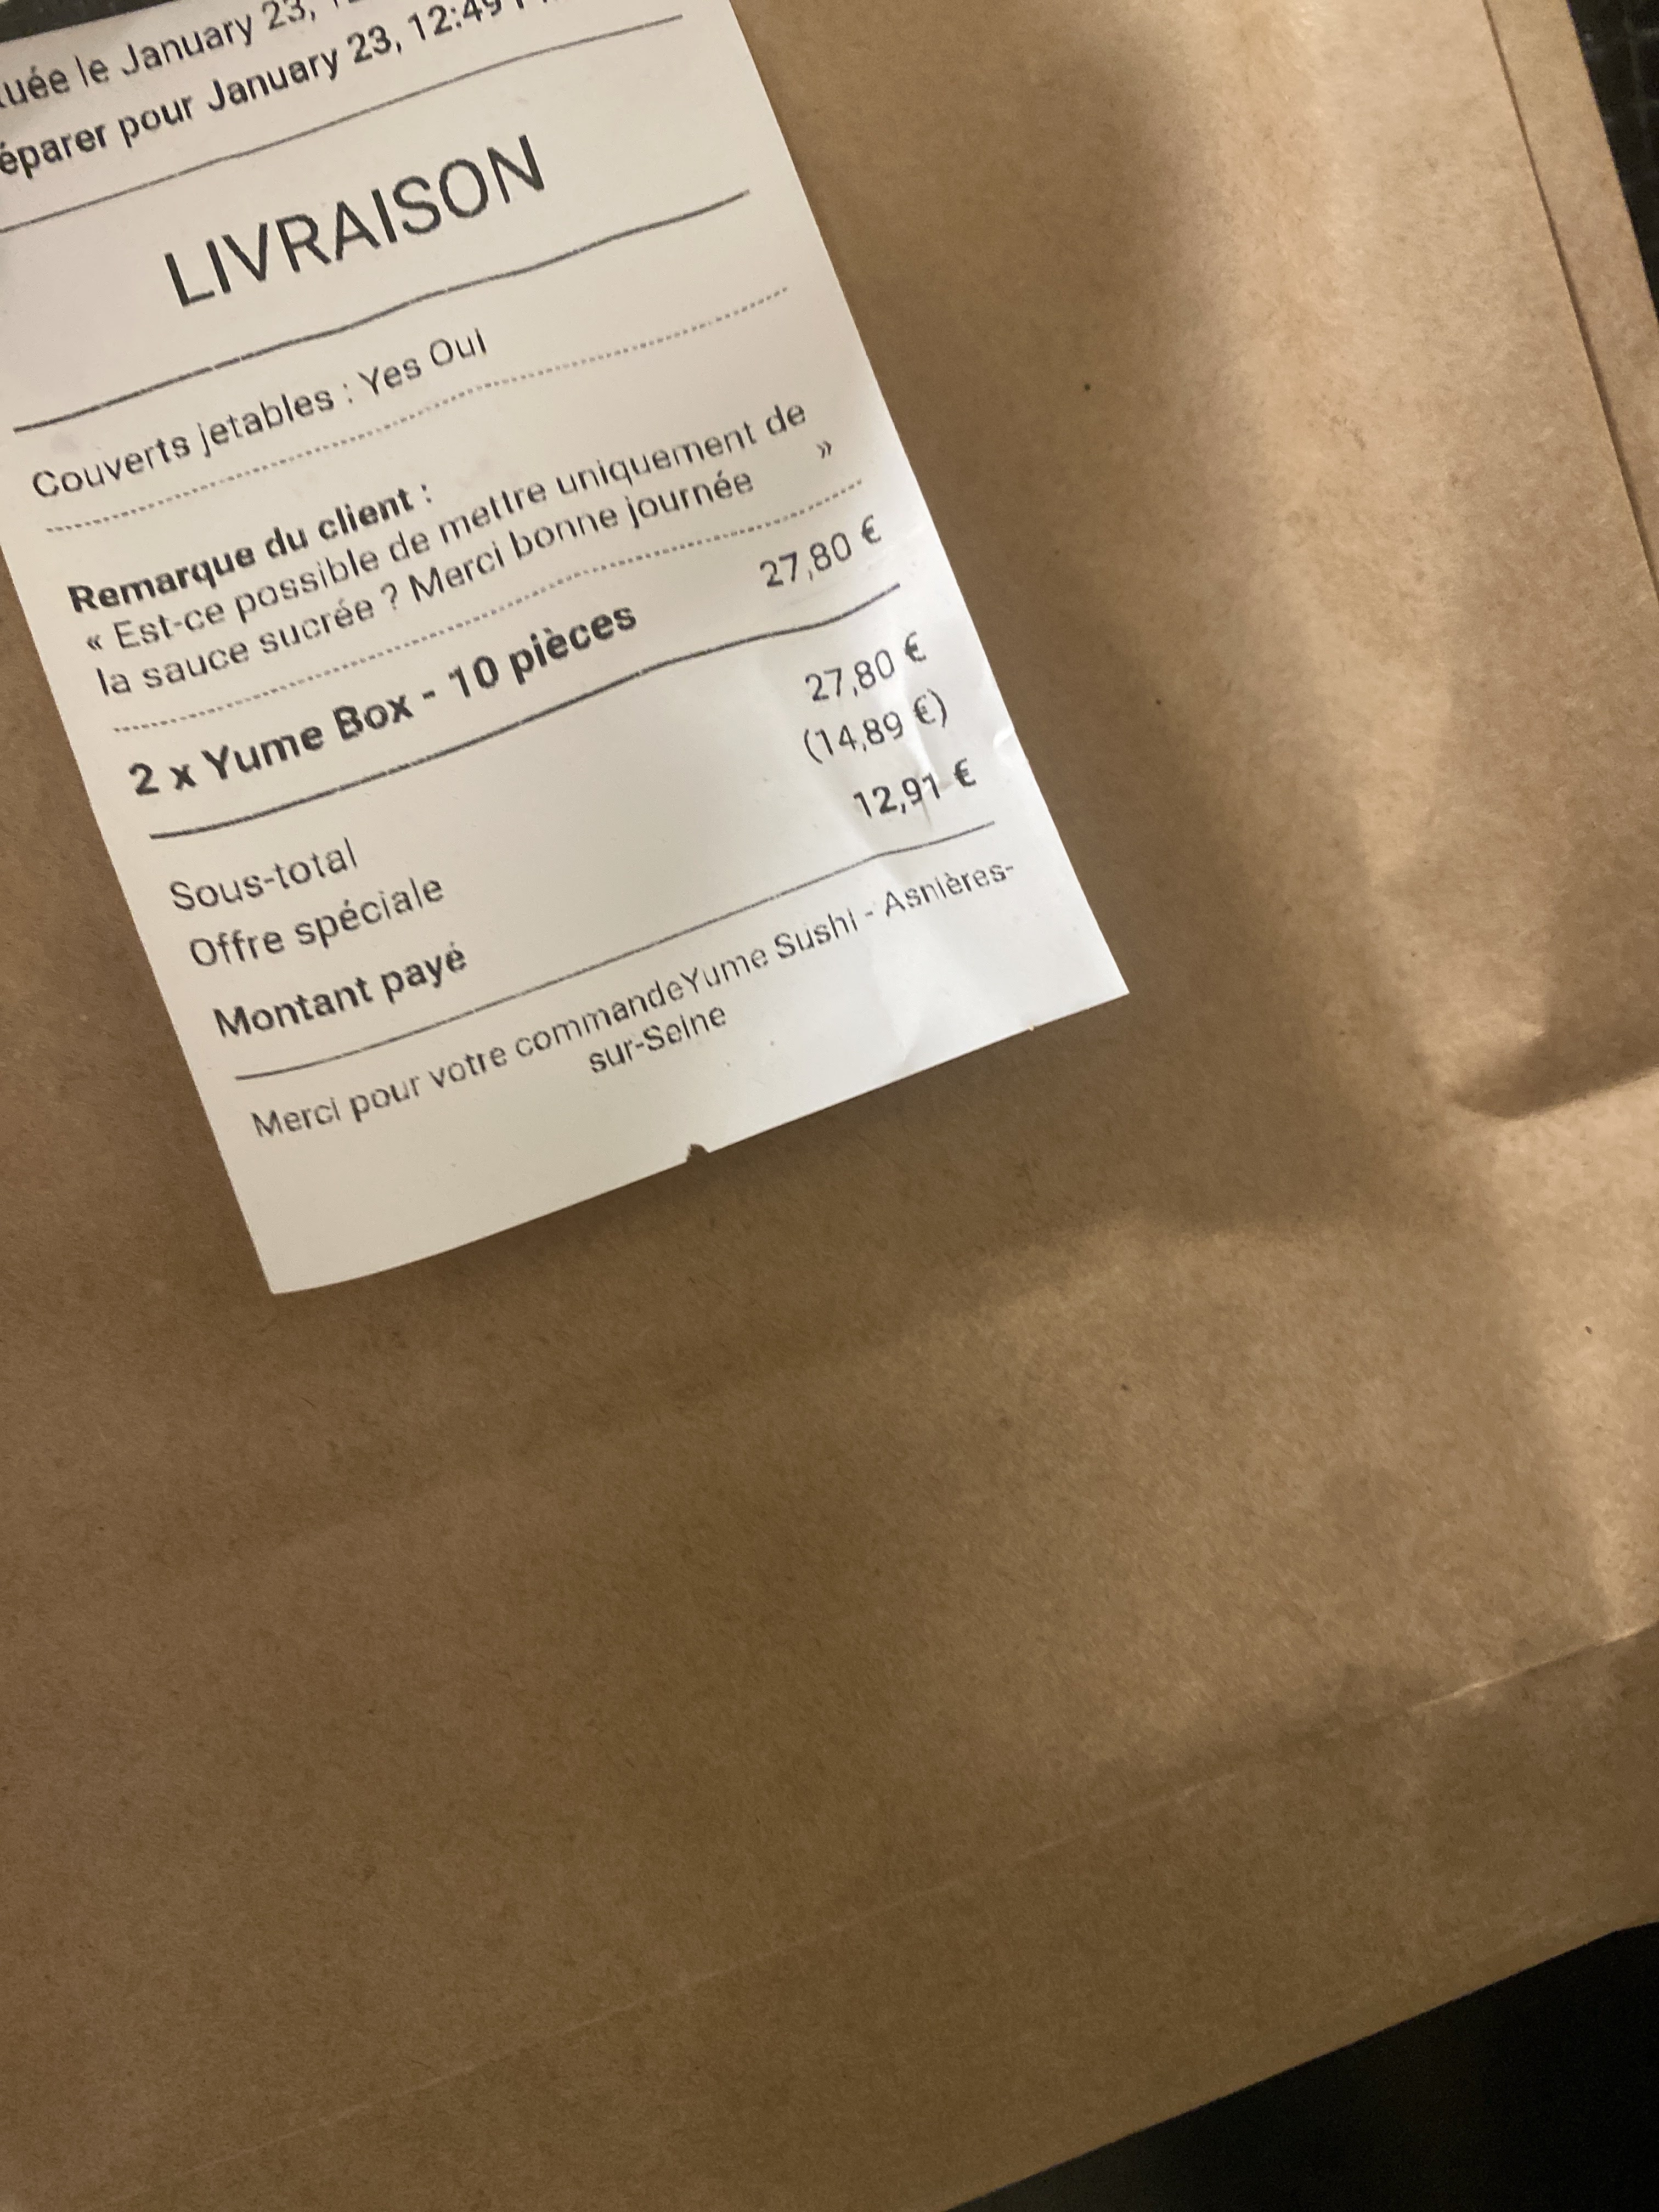 le January 23,
pour January 23, 12:49
LIVRAISON
Couverts jetables : Yes Oui
Remarque du client :
« Est-ce possible de mettre uniquement de
la sauce sucrée ? Merci bonne journée »
2 x Yume Box - 10 pièces 27,80 €
Sous-total 27,80 €
Offre spéciale (14,89 €)
Montant payé 12,91 €
Merci pour votre commandeYume Sushi - Asnières-
sur-Seine